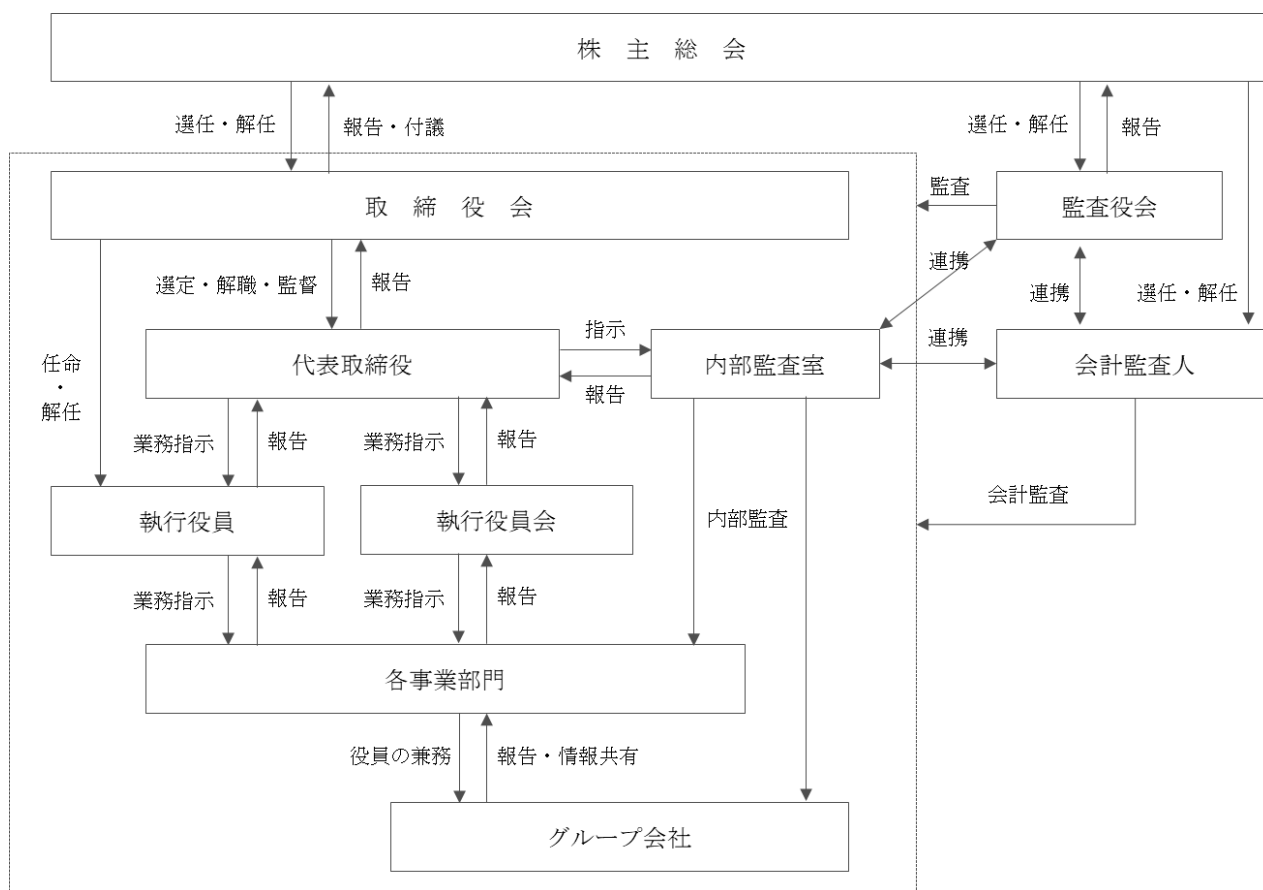 株 主 総 会
選任・解任
報告・付議
選任・解任
報告
取 締 役 会
監査
監査役会
選定・解職・監督
報告
連携
連携
選任・解任
任命
・
解任
代表取締役
指示
報告
内部監査室
連携
会計監査人
業務指示
報告
業務指示
報告
会計監査
執行役員
執行役員会
内部監査
業務指示
報告
業務指示
報告
各事業部門
役員の兼務
報告・情報共有
グループ会社